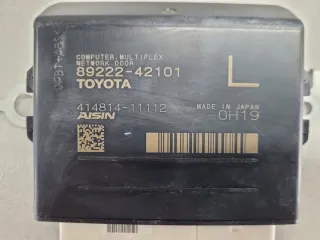 COMPUTER, MULTIPLEX
NETWORK DOOR
89222-42101
TOYOTA
L
414814-11112
AISIN
MADE IN JAPAN
0H19